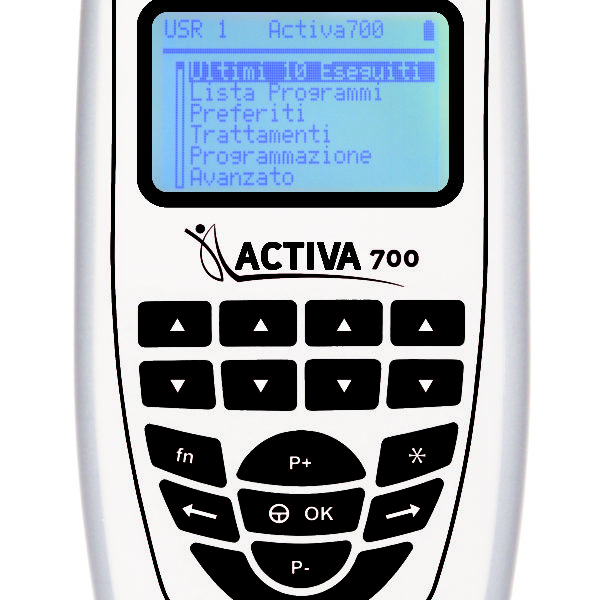 USR 1 Activa700
Ultimi 10 Eseguiti
Lista Programmi
Preferiti
Trattamenti
Programmazione
Avanzato
ACTIVA 700
fn P+ *
← OK →
P-